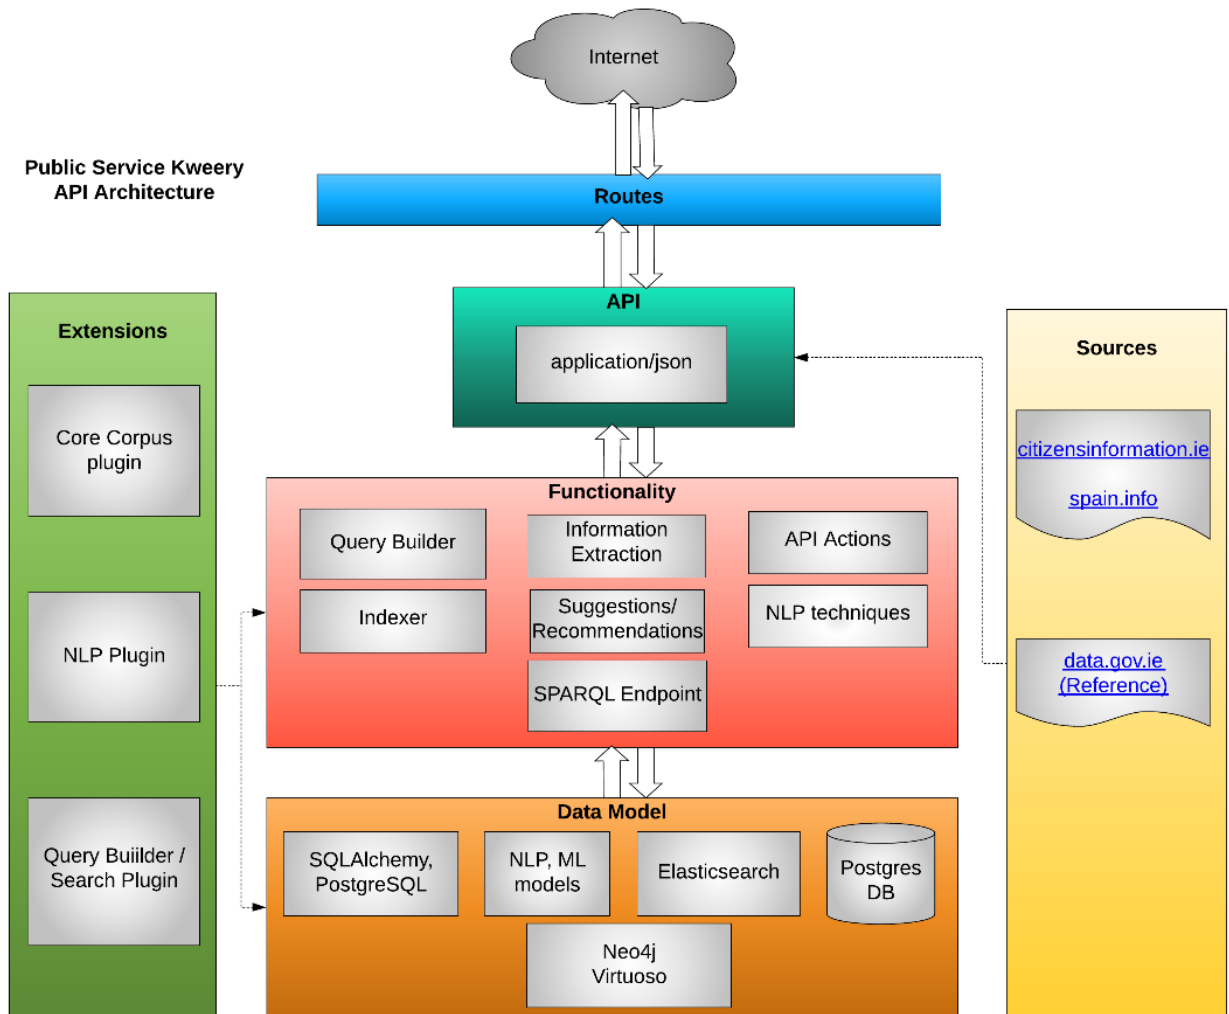 Internet
Public Service Kweery
API Architecture
Routes
API
application/json
Extensions
Core Corpus
plugin
NLP Plugin
Query Buiilder /
Search Plugin
Functionality
Query Builder
Information
Extraction
API Actions
Indexer
Suggestions/
Recommendations
NLP techniques
SPARQL Endpoint
Data Model
SQLAlchemy,
PostgreSQL
NLP, ML
models
Elasticsearch
Postgres
DB
Neo4j
Virtuoso
Sources
citizensinformation.ie
spain.info
data.gov.ie
(Reference)